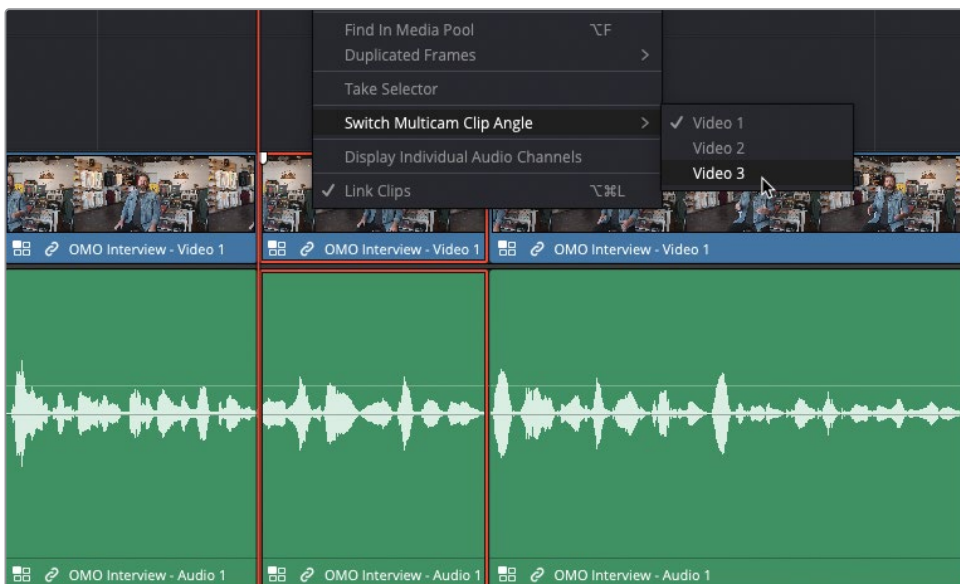 Find In Media Pool ⌥F
Duplicated Frames >
Take Selector
Switch Multicam Clip Angle >
✓ Video 1
Video 2
Video 3
Display Individual Audio Channels
✓ Link Clips ⌥⌘L
OMO Interview - Video 1
OMO Interview - Video 1
OMO Interview - Video 1
OMO Interview - Audio 1
OMO Interview - Audio 1
OMO Interview - Audio 1